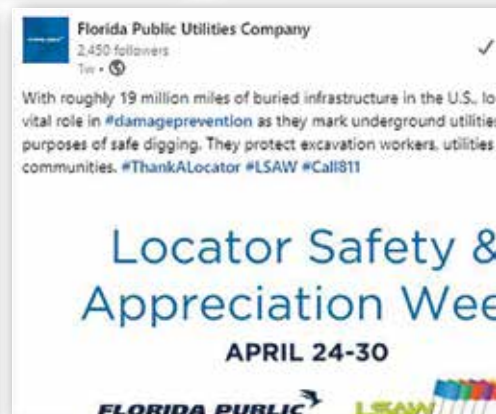 Florida Public Utilities Company
2,450 followers
1w •
With roughly 19 million miles of buried infrastructure in the U.S., lo
vital role in #damageprevention as they mark underground utilities
purposes of safe digging. They protect excavation workers, utilities
communities. #ThankALocator #LSAW #Call811
Locator Safety &
Appreciation Wee
APRIL 24-30
FLORIDA PUBLIC LSAW